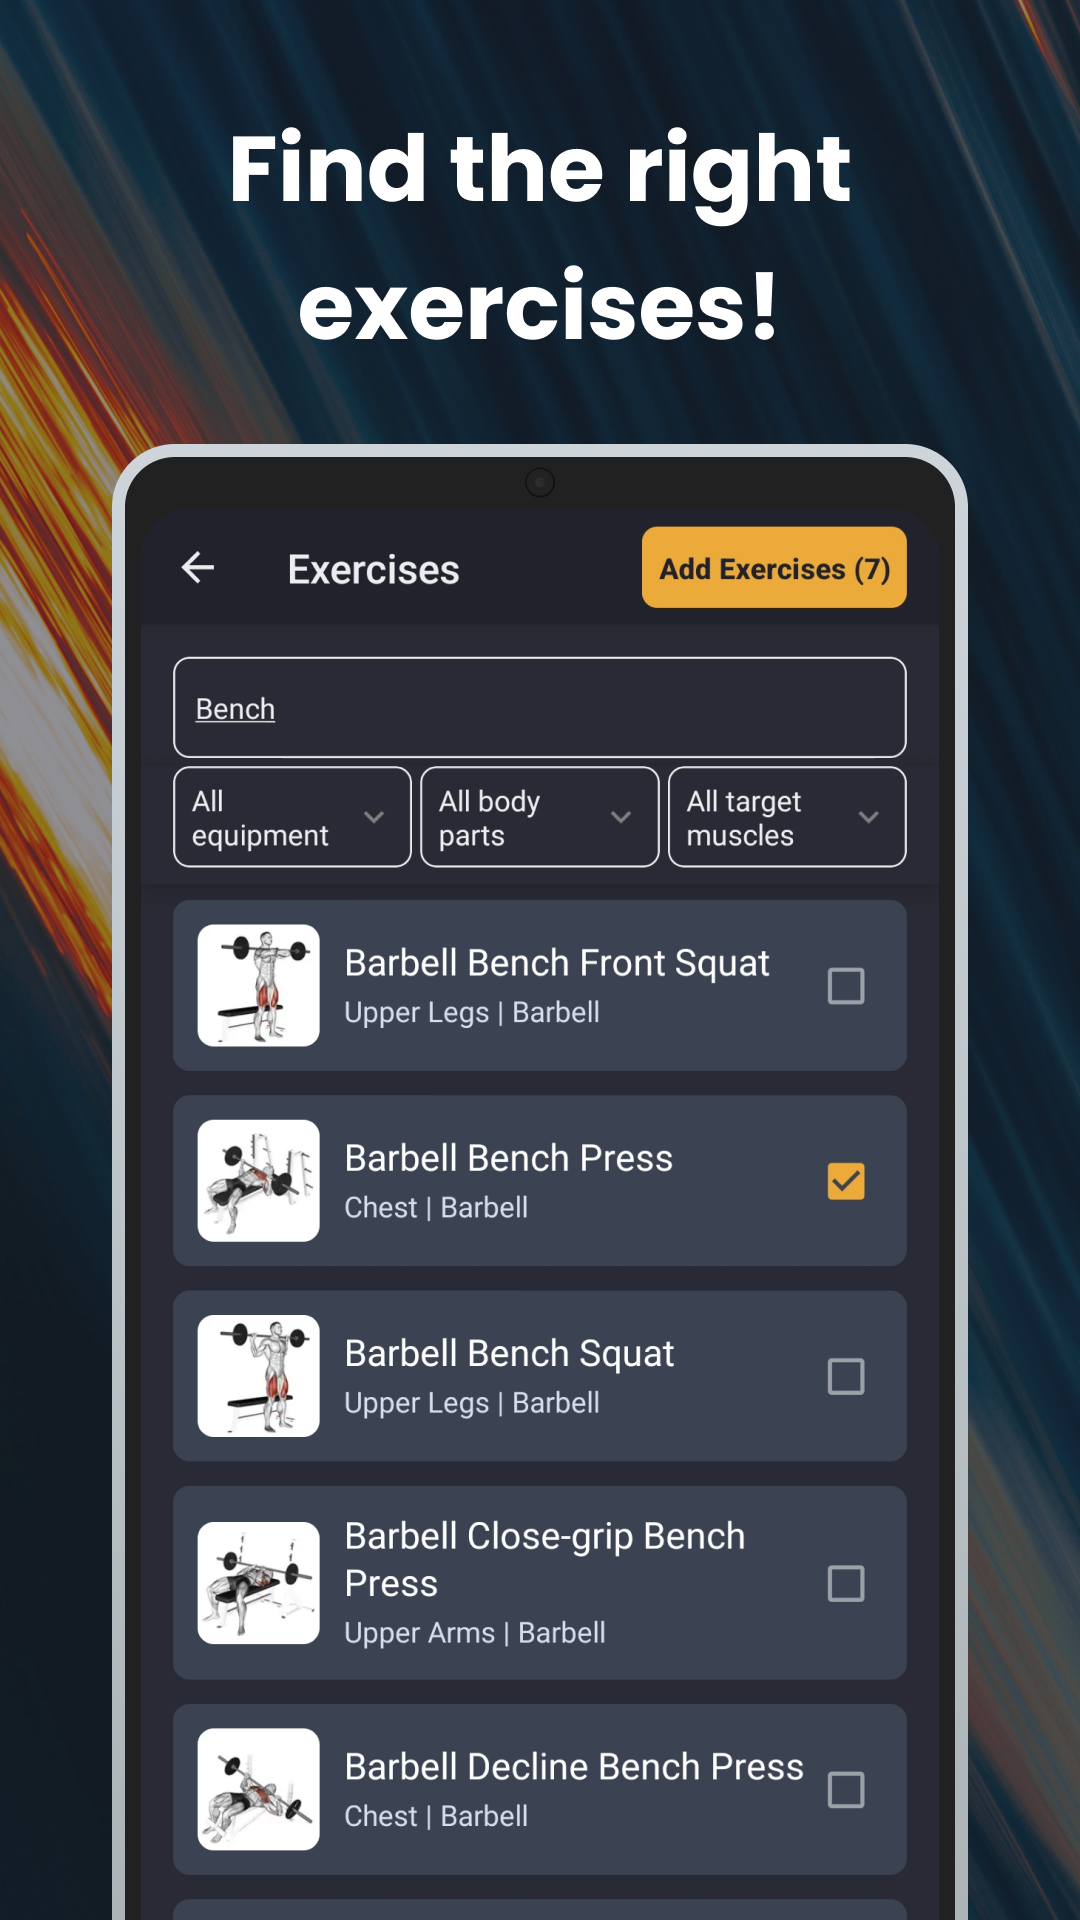 Find the right
exercises!
Exercises
Add Exercises (7)
Bench
All
equipment
All body
parts
All target
muscles
Barbell Bench Front Squat
Upper Legs | Barbell
Barbell Bench Press
Chest | Barbell
Barbell Bench Squat
Upper Legs | Barbell
Barbell Close-grip Bench
Press
Upper Arms | Barbell
Barbell Decline Bench Press
Chest | Barbell